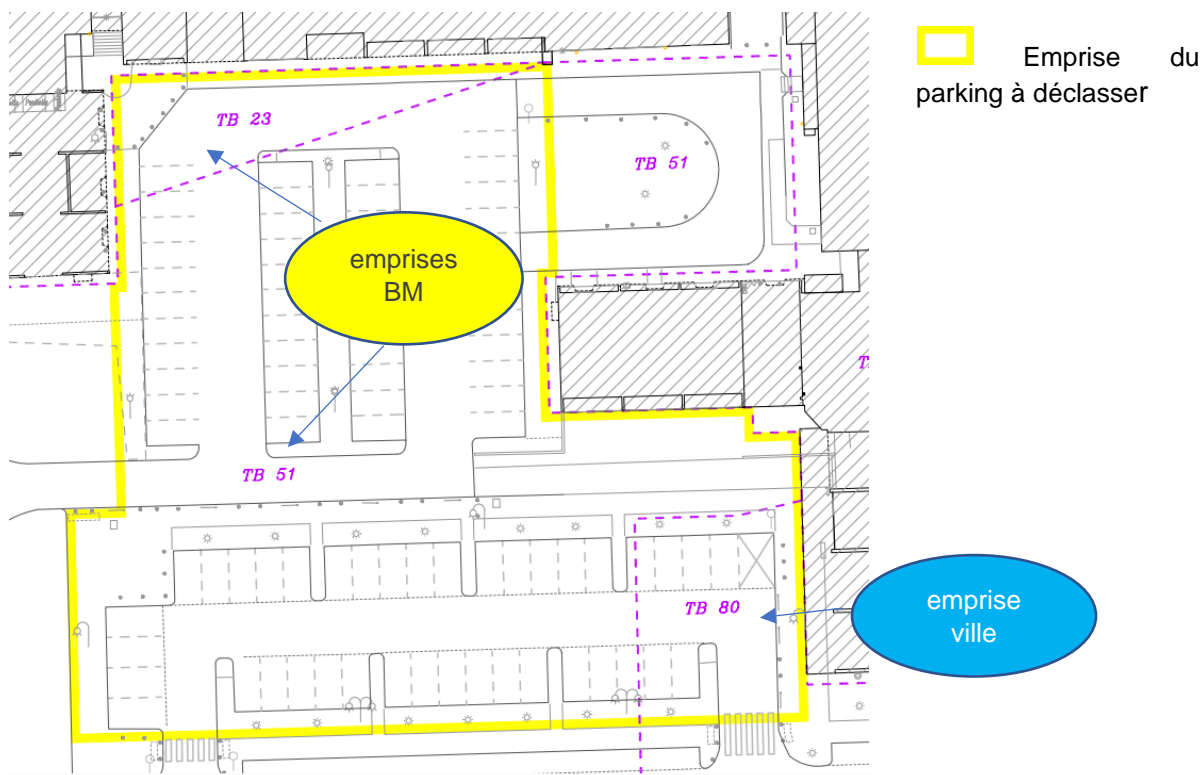 Emprise du
parking à déclasser
TB 23
TB 51
emprises
BM
TB 51
TB 80
emprise
ville